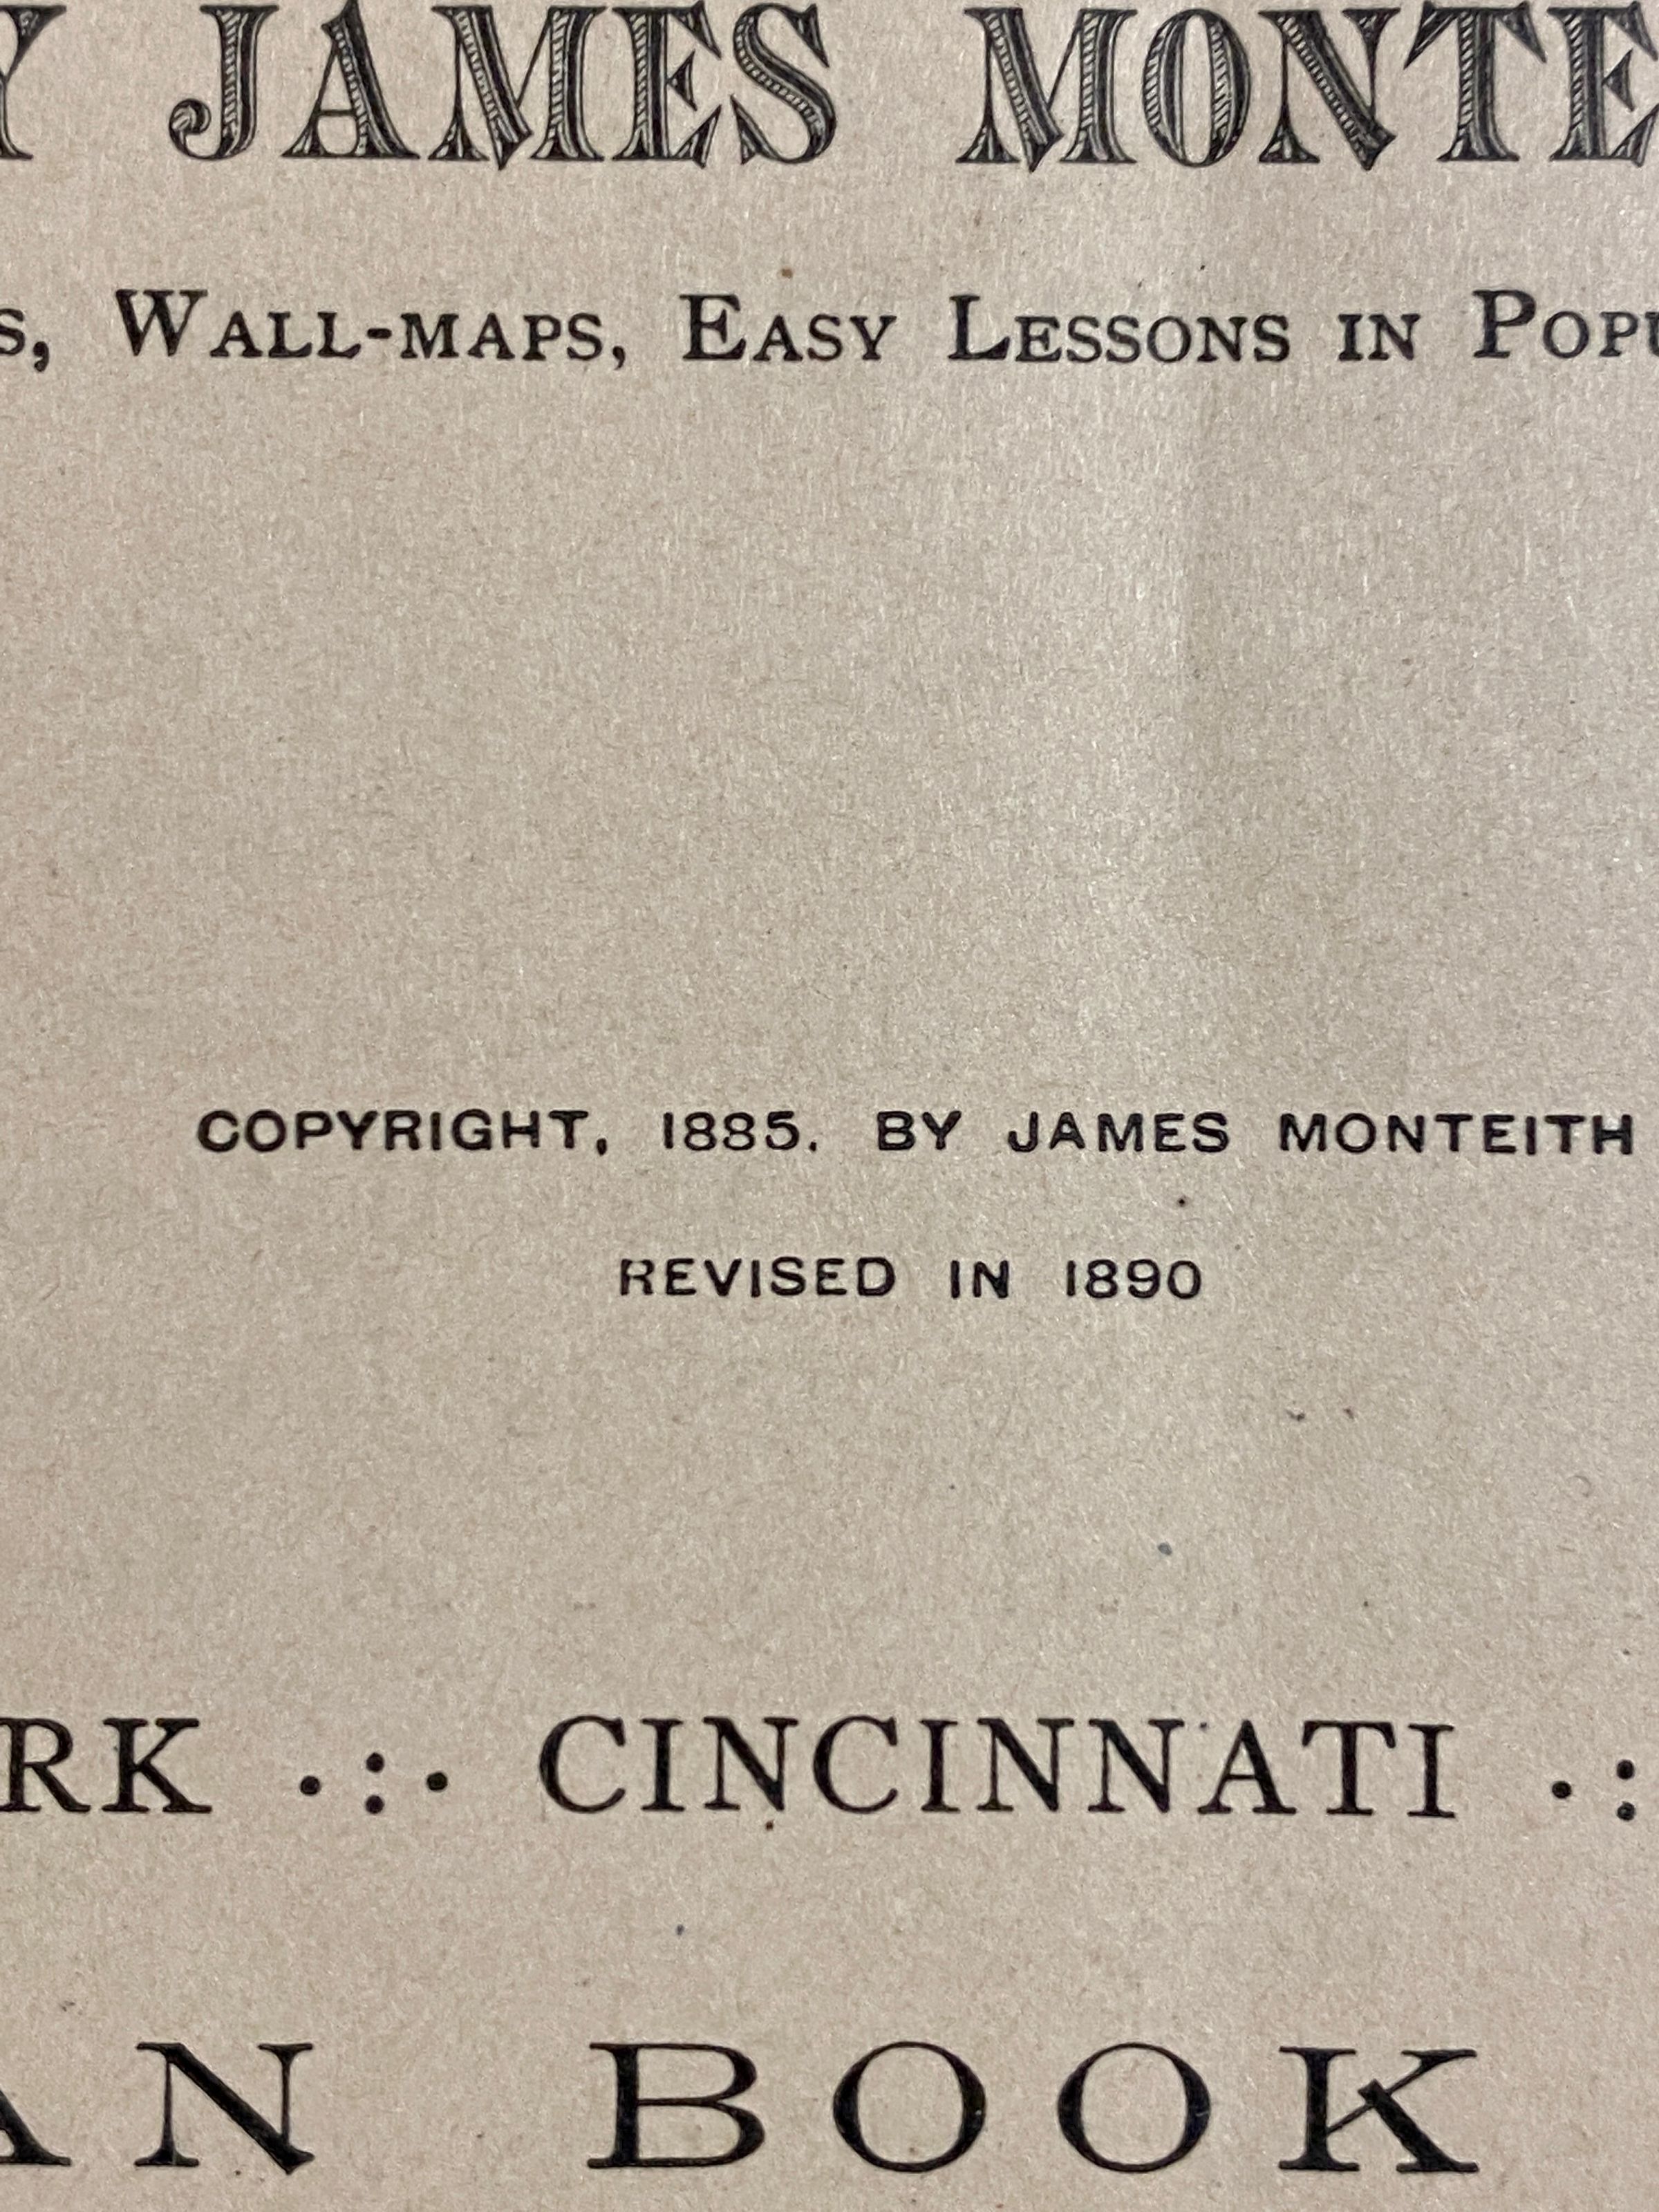 Y JAMES MONTE
S, WALL-MAPS, EASY LESSONS IN POPU
COPYRIGHT, 1885. BY JAMES MONTEITH
REVISED IN 1890
RK ·:· CINCINNATI ·:
AN BOOK